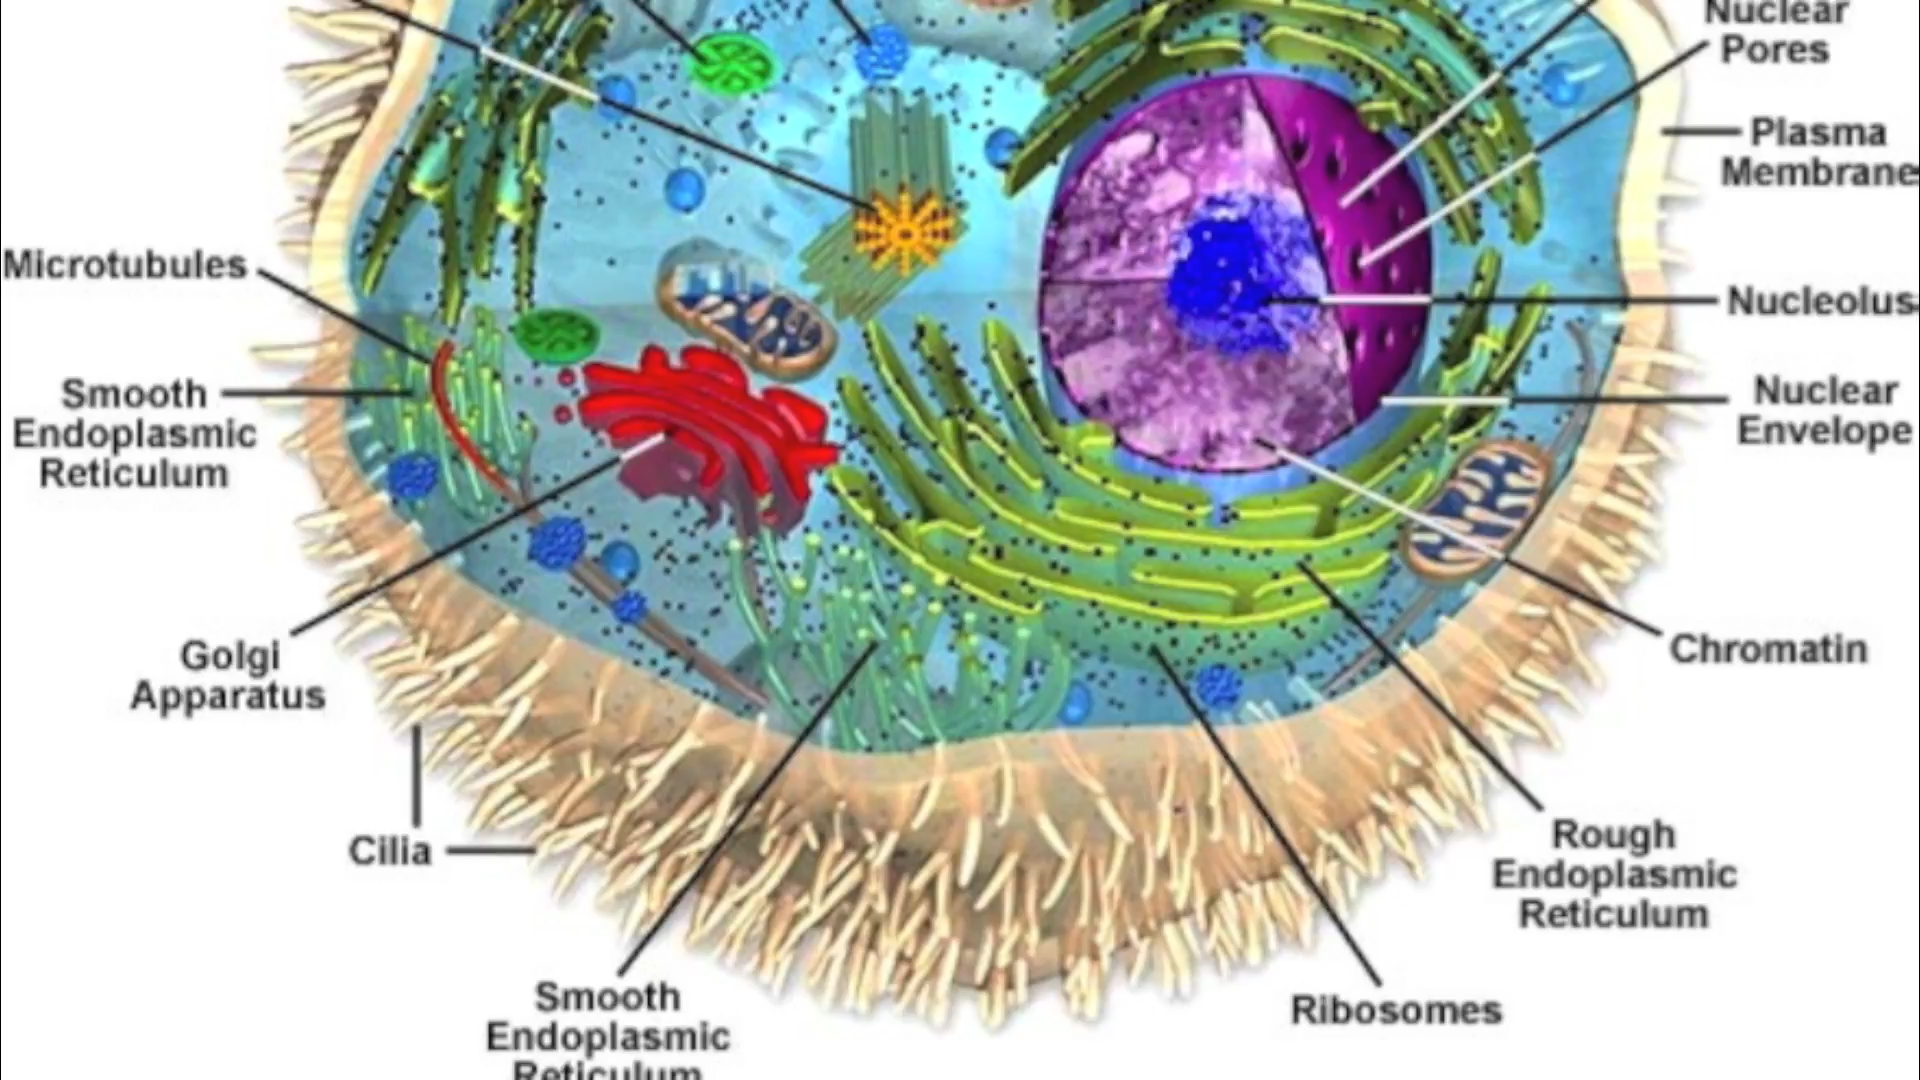 Nuclear
Pores
Plasma
Membrane
Microtubules
Nucleolus
Smooth
Endoplasmic
Reticulum
Nuclear
Envelope
Golgi
Apparatus
Chromatin
Cilia
Rough
Endoplasmic
Reticulum
Smooth
Endoplasmic
Reticulum
Ribosomes